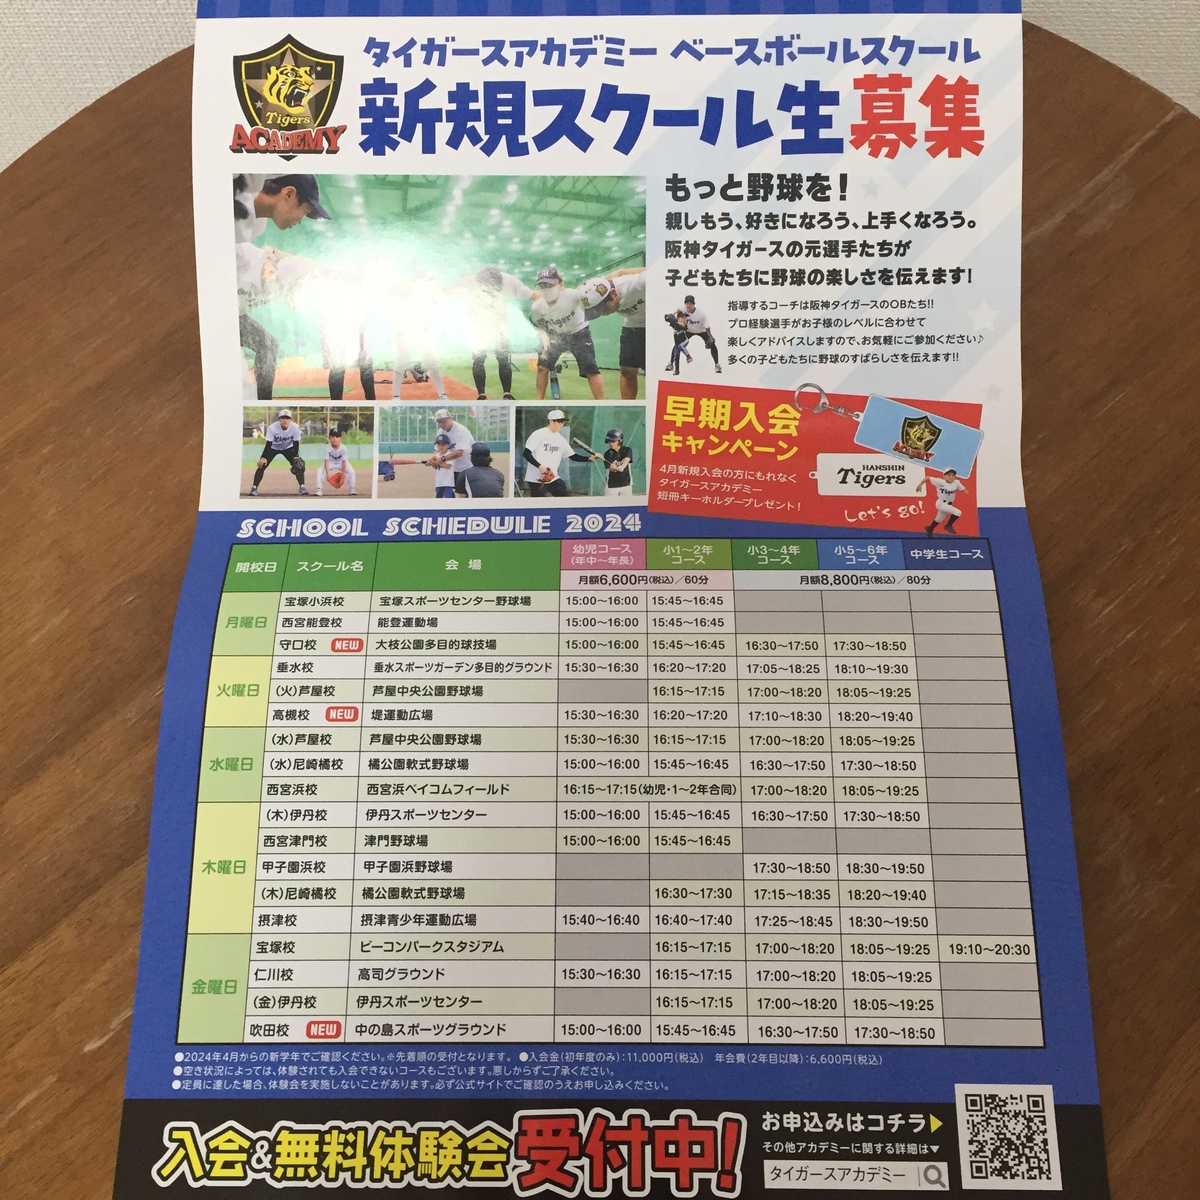 Tigers
ACADEMY
タイガースアカデミー ベースボールスクール
新規スクール生募集
もっと野球を!
親しもう、好きになろう、上手くなろう。
阪神タイガースの元選手たちが
子どもたちに野球の楽しさを伝えます!
指導するコーチは阪神タイガースのOBたち!!
プロ経験選手がお子様のレベルに合わせて
楽しくアドバイスしますので、お気軽にご参加ください♪
多くの子どもたちに野球のすばらしさを伝えます!!
早期入会
キャンペーン
4月新規入会の方にもれなく
タイガースアカデミー
短冊キーホルダープレゼント!
ACADEMY
HANSHIN
Tigers
Let's go!
SCHOOL SCHEDULE 2024
開校日 スクール名 会場 幼児コース(年中〜年長) 小1〜2年コース 小3〜4年コース 小5〜6年コース 中学生コース
月額6,600円(税込)/60分 月額8,800円(税込)/80分
月曜日
宝塚小浜校 宝塚スポーツセンター野球場 15:00〜16:00 15:45〜16:45
西宮能登校 能登運動場 15:00〜16:00 15:45〜16:45
守口校 NEW 大枝公園多目的球技場 15:00〜16:00 15:45〜16:45 16:30〜17:50 17:30〜18:50
火曜日
垂水校 垂水スポーツガーデン多目的グラウンド 15:30〜16:30 16:20〜17:20 17:05〜18:25 18:10〜19:30
(火)芦屋校 芦屋中央公園野球場 16:15〜17:15 17:00〜18:20 18:05〜19:25
高槻校 NEW 堤運動広場 15:30〜16:30 16:20〜17:20 17:10〜18:30 18:20〜19:40
水曜日
(水)芦屋校 芦屋中央公園野球場 15:30〜16:30 16:15〜17:15 17:00〜18:20 18:05〜19:25
(水)尼崎橘校 橘公園軟式野球場 15:00〜16:00 15:45〜16:45 16:30〜17:50 17:30〜18:50
西宮浜校 西宮浜ベイコムフィールド 16:15〜17:15(幼児・1〜2年合同) 17:00〜18:20 18:05〜19:25
木曜日
(木)伊丹校 伊丹スポーツセンター 15:00〜16:00 15:45〜16:45 16:30〜17:50 17:30〜18:50
西宮津門校 津門野球場 15:00〜16:00 15:45〜16:45
甲子園浜校 甲子園浜野球場 17:30〜18:50 18:30〜19:50
(木)尼崎橘校 橘公園軟式野球場 16:30〜17:30 17:15〜18:35 18:20〜19:40
摂津校 摂津青少年運動広場 15:40〜16:40 16:40〜17:40 17:25〜18:45 18:30〜19:50
金曜日
宝塚校 ビーコンパークスタジアム 16:15〜17:15 17:00〜18:20 18:05〜19:25 19:10〜20:30
仁川校 高司グラウンド 15:30〜16:30 16:15〜17:15 17:00〜18:20 18:05〜19:25
(金)伊丹校 伊丹スポーツセンター 16:15〜17:15 17:00〜18:20 18:05〜19:25
吹田校 NEW 中の島スポーツグラウンド 15:00〜16:00 15:45〜16:45 16:30〜17:50 17:30〜18:50
●2024年4月からの新学年でご確認ください。※先着順の受付となります。 ●入会金(初年度のみ):11,000円(税込) 年会費(2年目以降):6,600円(税込)
●空き状況によっては、体験されても入会できないコースもございます。悪しからずご了承ください。
●定員に達した場合、体験会を実施しないことがあります。必ず公式サイトでご確認のうえお申し込みください。
入会&無料体験会受付中!
お申込みはコチラ▶
その他アカデミーに関する詳細は▼
タイガースアカデミー